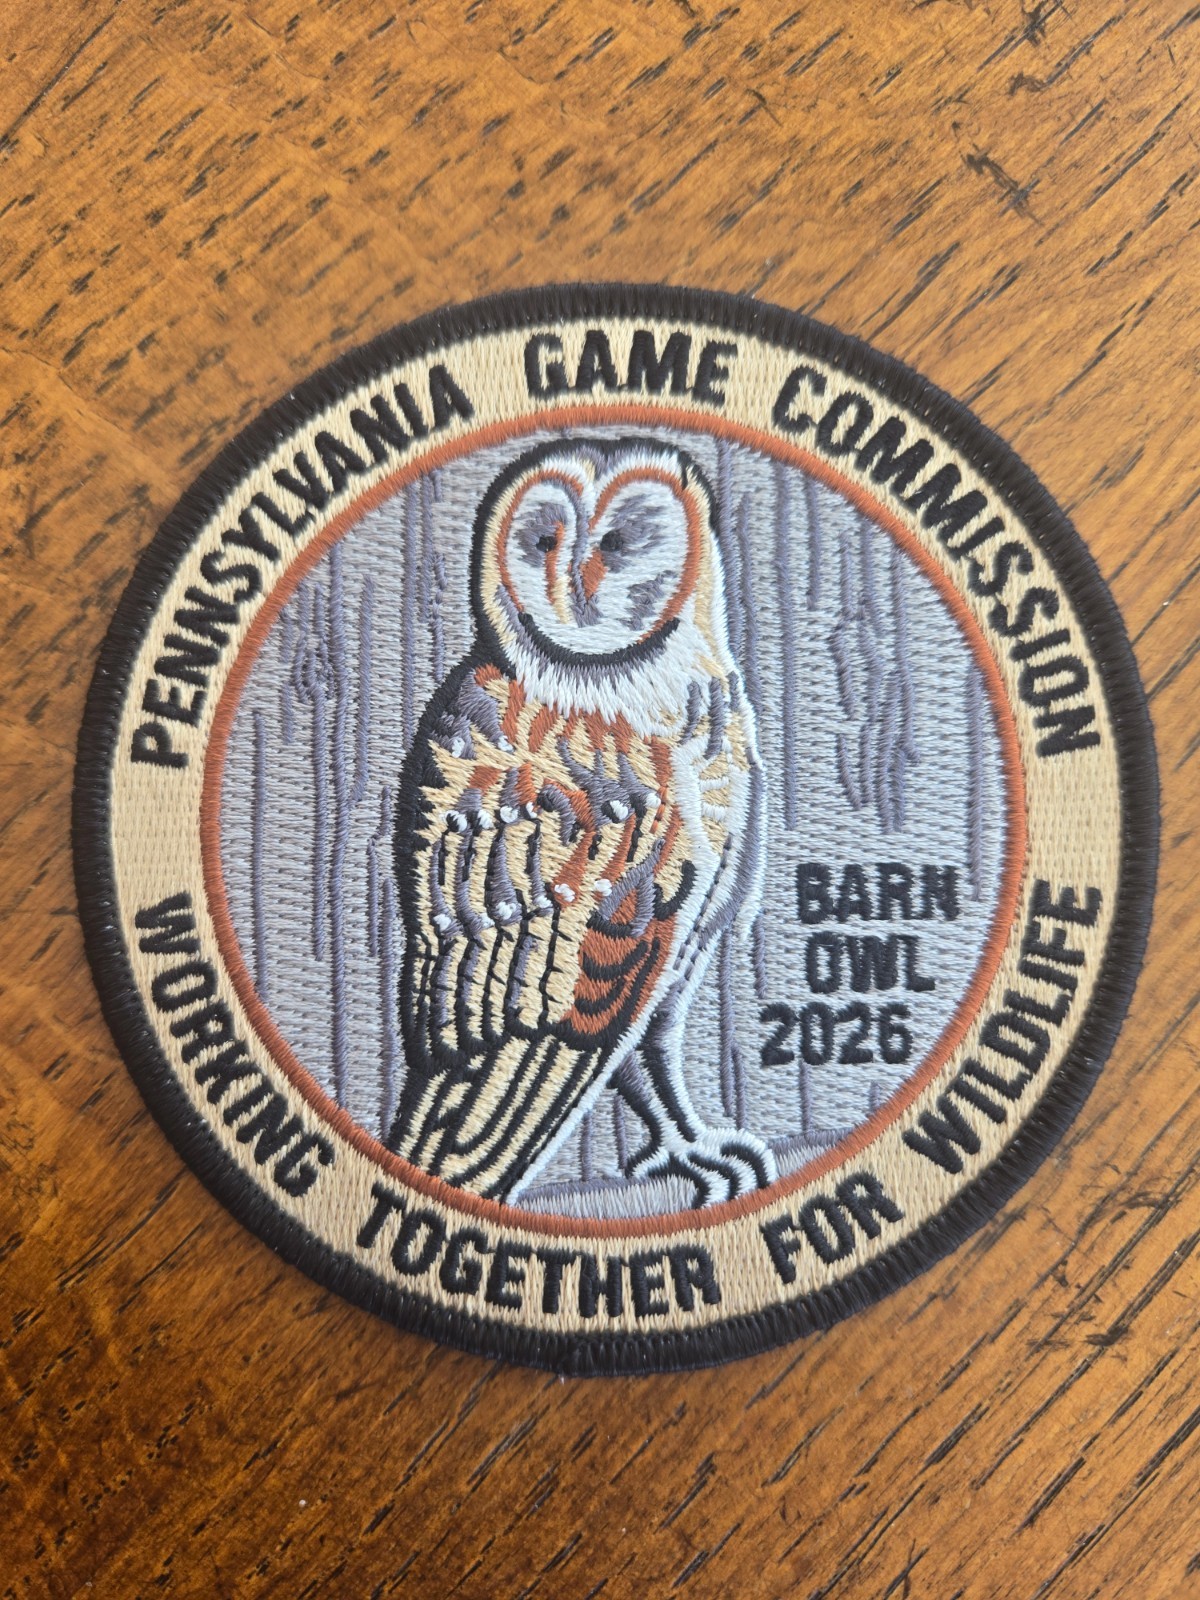 PENNSYLVANIA GAME COMMISSION
BARN
OWL
2026
WORKING TOGETHER FOR WILDLIFE